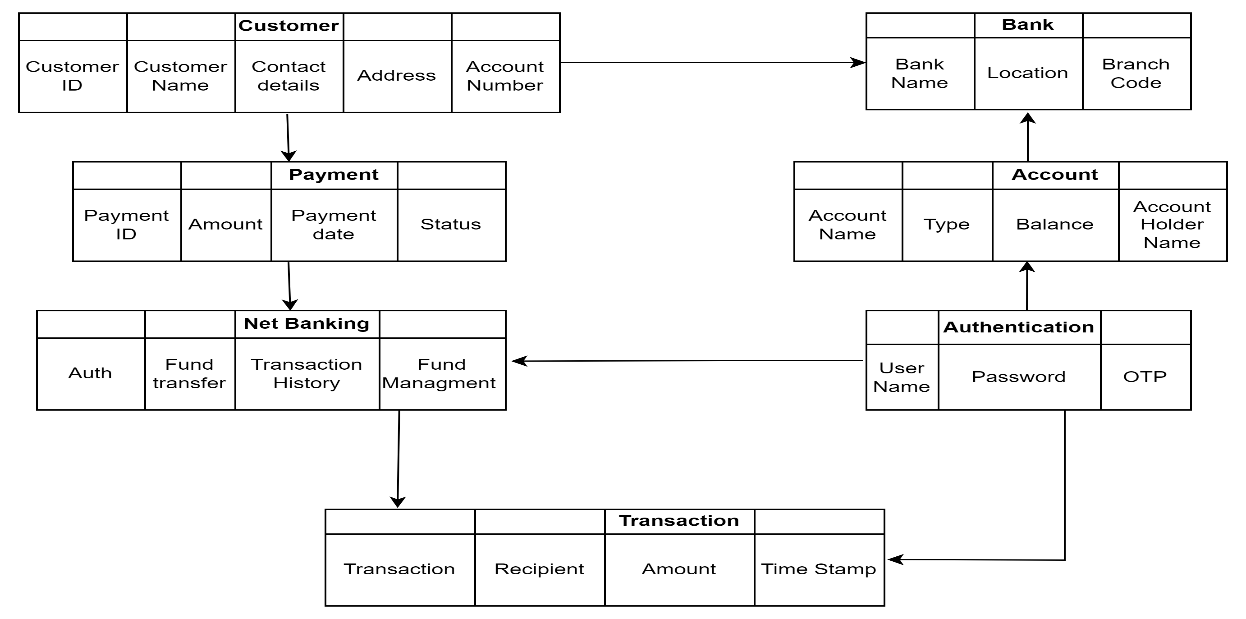 Customer
Customer ID
Customer Name
Contact details
Address
Account Number
Bank
Bank Name
Location
Branch Code
Payment
Payment ID
Amount
Payment date
Status
Account
Account Name
Type
Balance
Account Holder Name
Net Banking
Auth
Fund transfer
Transaction History
Fund Managment
Authentication
User Name
Password
OTP
Transaction
Transaction
Recipient
Amount
Time Stamp